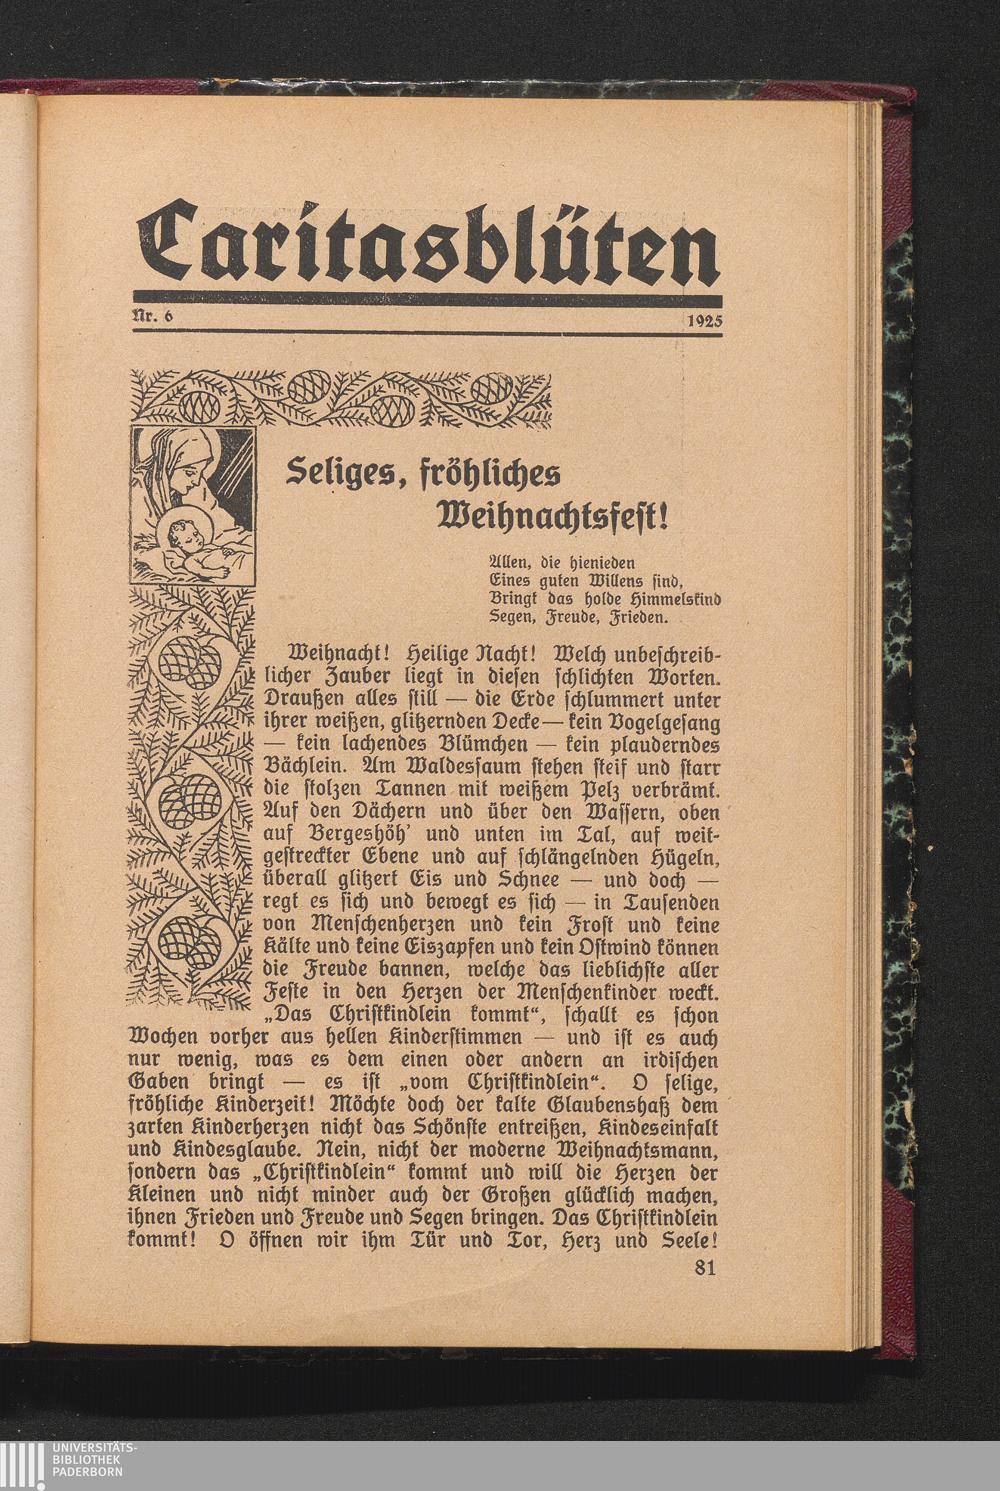 Caritasblüten
Nr. 6 1925
Seliges, fröhliches
Weihnachtsfest!
Allen, die hienieden
Eines guten Willens sind,
Bringt das holde Himmelskind
Segen, Freude, Frieden.
Weihnacht! Heilige Nacht! Welch unbeschreib-
licher Zauber liegt in diesen schlichten Worten.
Draußen alles still — die Erde schlummert unter
ihrer weißen, glitzernden Decke — kein Vogelgesang
— kein lachendes Blümchen — kein plauderndes
Bächlein. Am Waldessaum stehen steif und starr
die stolzen Tannen mit weißem Pelz verbrämt.
Auf den Dächern und über den Wassern, oben
auf Bergeshöh' und unten im Tal, auf weit-
gestreckter Ebene und auf schlängelnden Hügeln,
überall glitzert Eis und Schnee — und doch —
regt es sich und bewegt es sich — in Tausenden
von Menschenherzen und kein Frost und keine
Kälte und keine Eiszapfen und kein Ostwind können
die Freude bannen, welche das lieblichste aller
Feste in den Herzen der Menschenkinder weckt.
„Das Christkindlein kommt“, schallt es schon
Wochen vorher aus hellen Kinderstimmen — und ist es auch
nur wenig, was es dem einen oder andern an irdischen
Gaben bringt — es ist „vom Christkindlein“. O selige,
fröhliche Kinderzeit! Möchte doch der kalte Glaubenshaß dem
zarten Kinderherzen nicht das Schönste entreißen, Kindeseinfalt
und Kindesglaube. Nein, nicht der moderne Weihnachtsmann,
sondern das „Christkindlein“ kommt und will die Herzen der
Kleinen und nicht minder auch der Großen glücklich machen,
ihnen Frieden und Freude und Segen bringen. Das Christkindlein
kommt! O öffnen wir ihm Tür und Tor, Herz und Seele!
81
UNIVERSITÄTS-
BIBLIOTHEK
PADERBORN